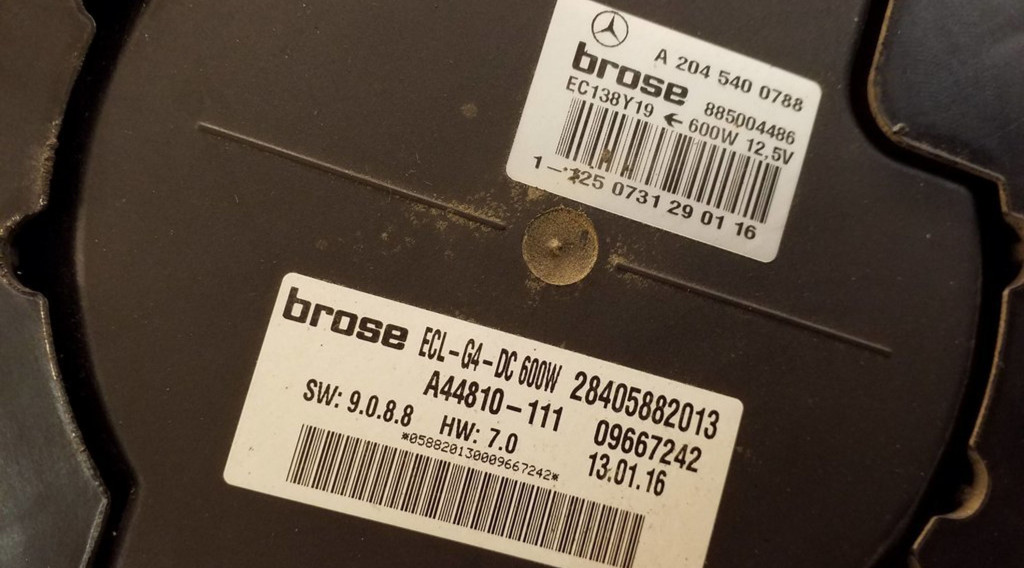 A 204 540 0788
brose 885004486
EC138Y19 ← 600W 12,5V
25 0731 29 01 16
brose ECL-G4-DC 600W 28405882013
A44810-111 09667242
SW: 9.0.8.8 HW: 7.0 13.01.16
*058820130009667242*